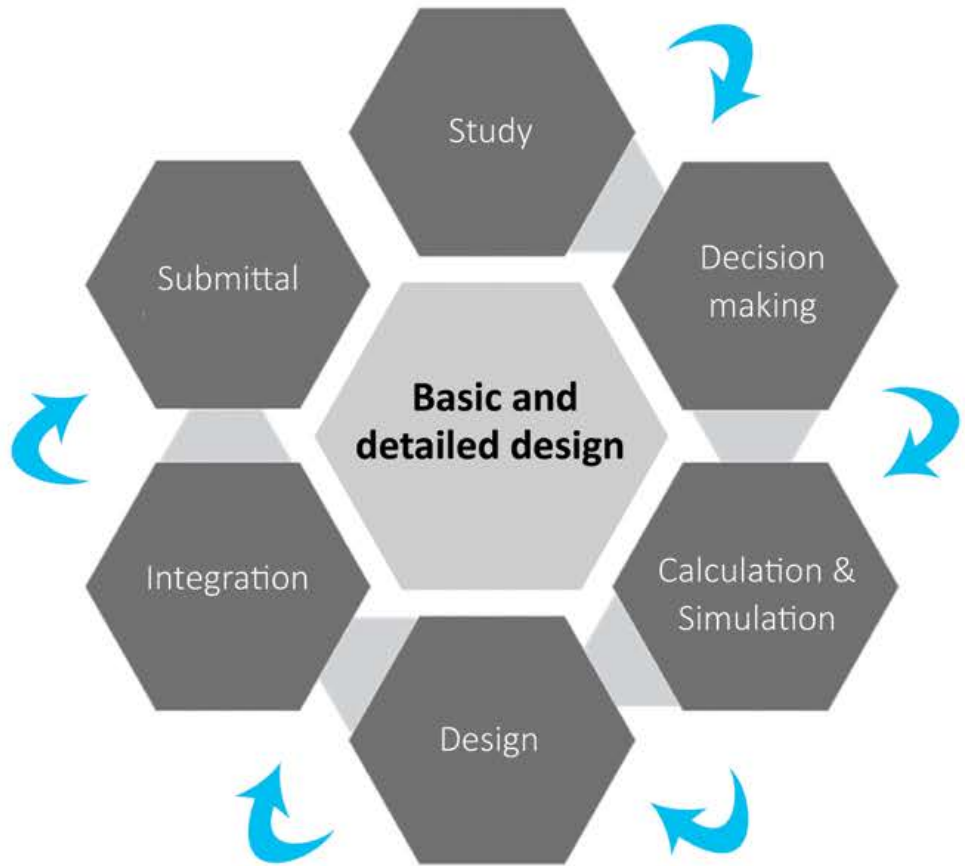 Study
Decision
making
Calculation &
Simulation
Design
Integration
Submittal
Basic and
detailed design